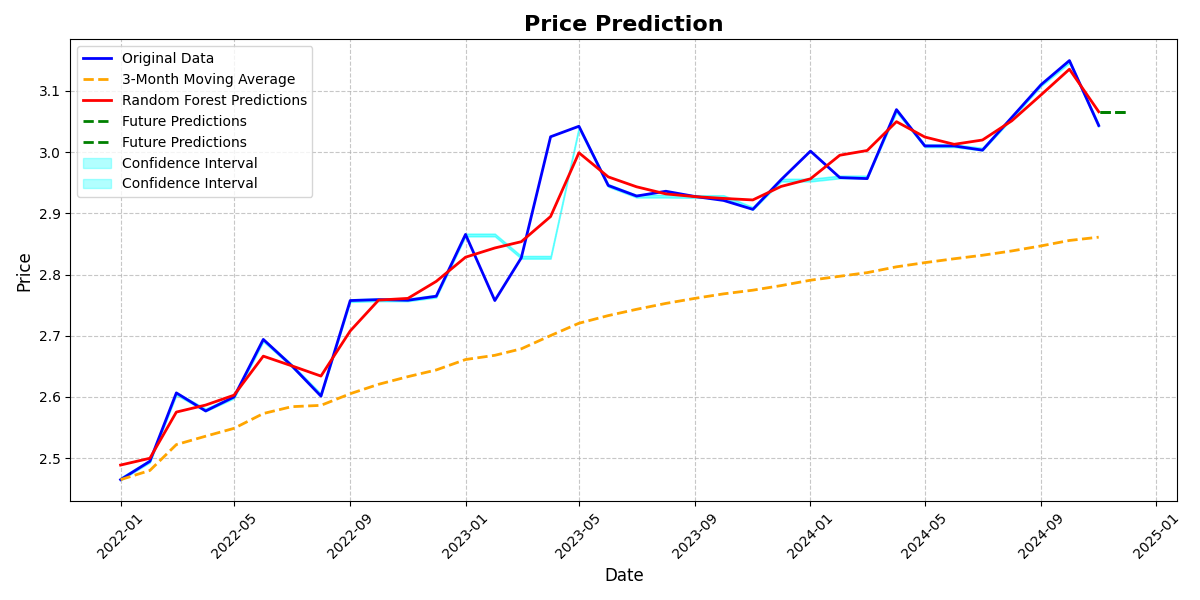 Price Prediction
Original Data
3-Month Moving Average
Random Forest Predictions
Future Predictions
Future Predictions
Confidence Interval
Confidence Interval
Price
3.1
3.0
2.9
2.8
2.7
2.6
2.5
2022-01
2022-05
2022-09
2023-01
2023-05
2023-09
2024-01
2024-05
2024-09
2025-01
Date